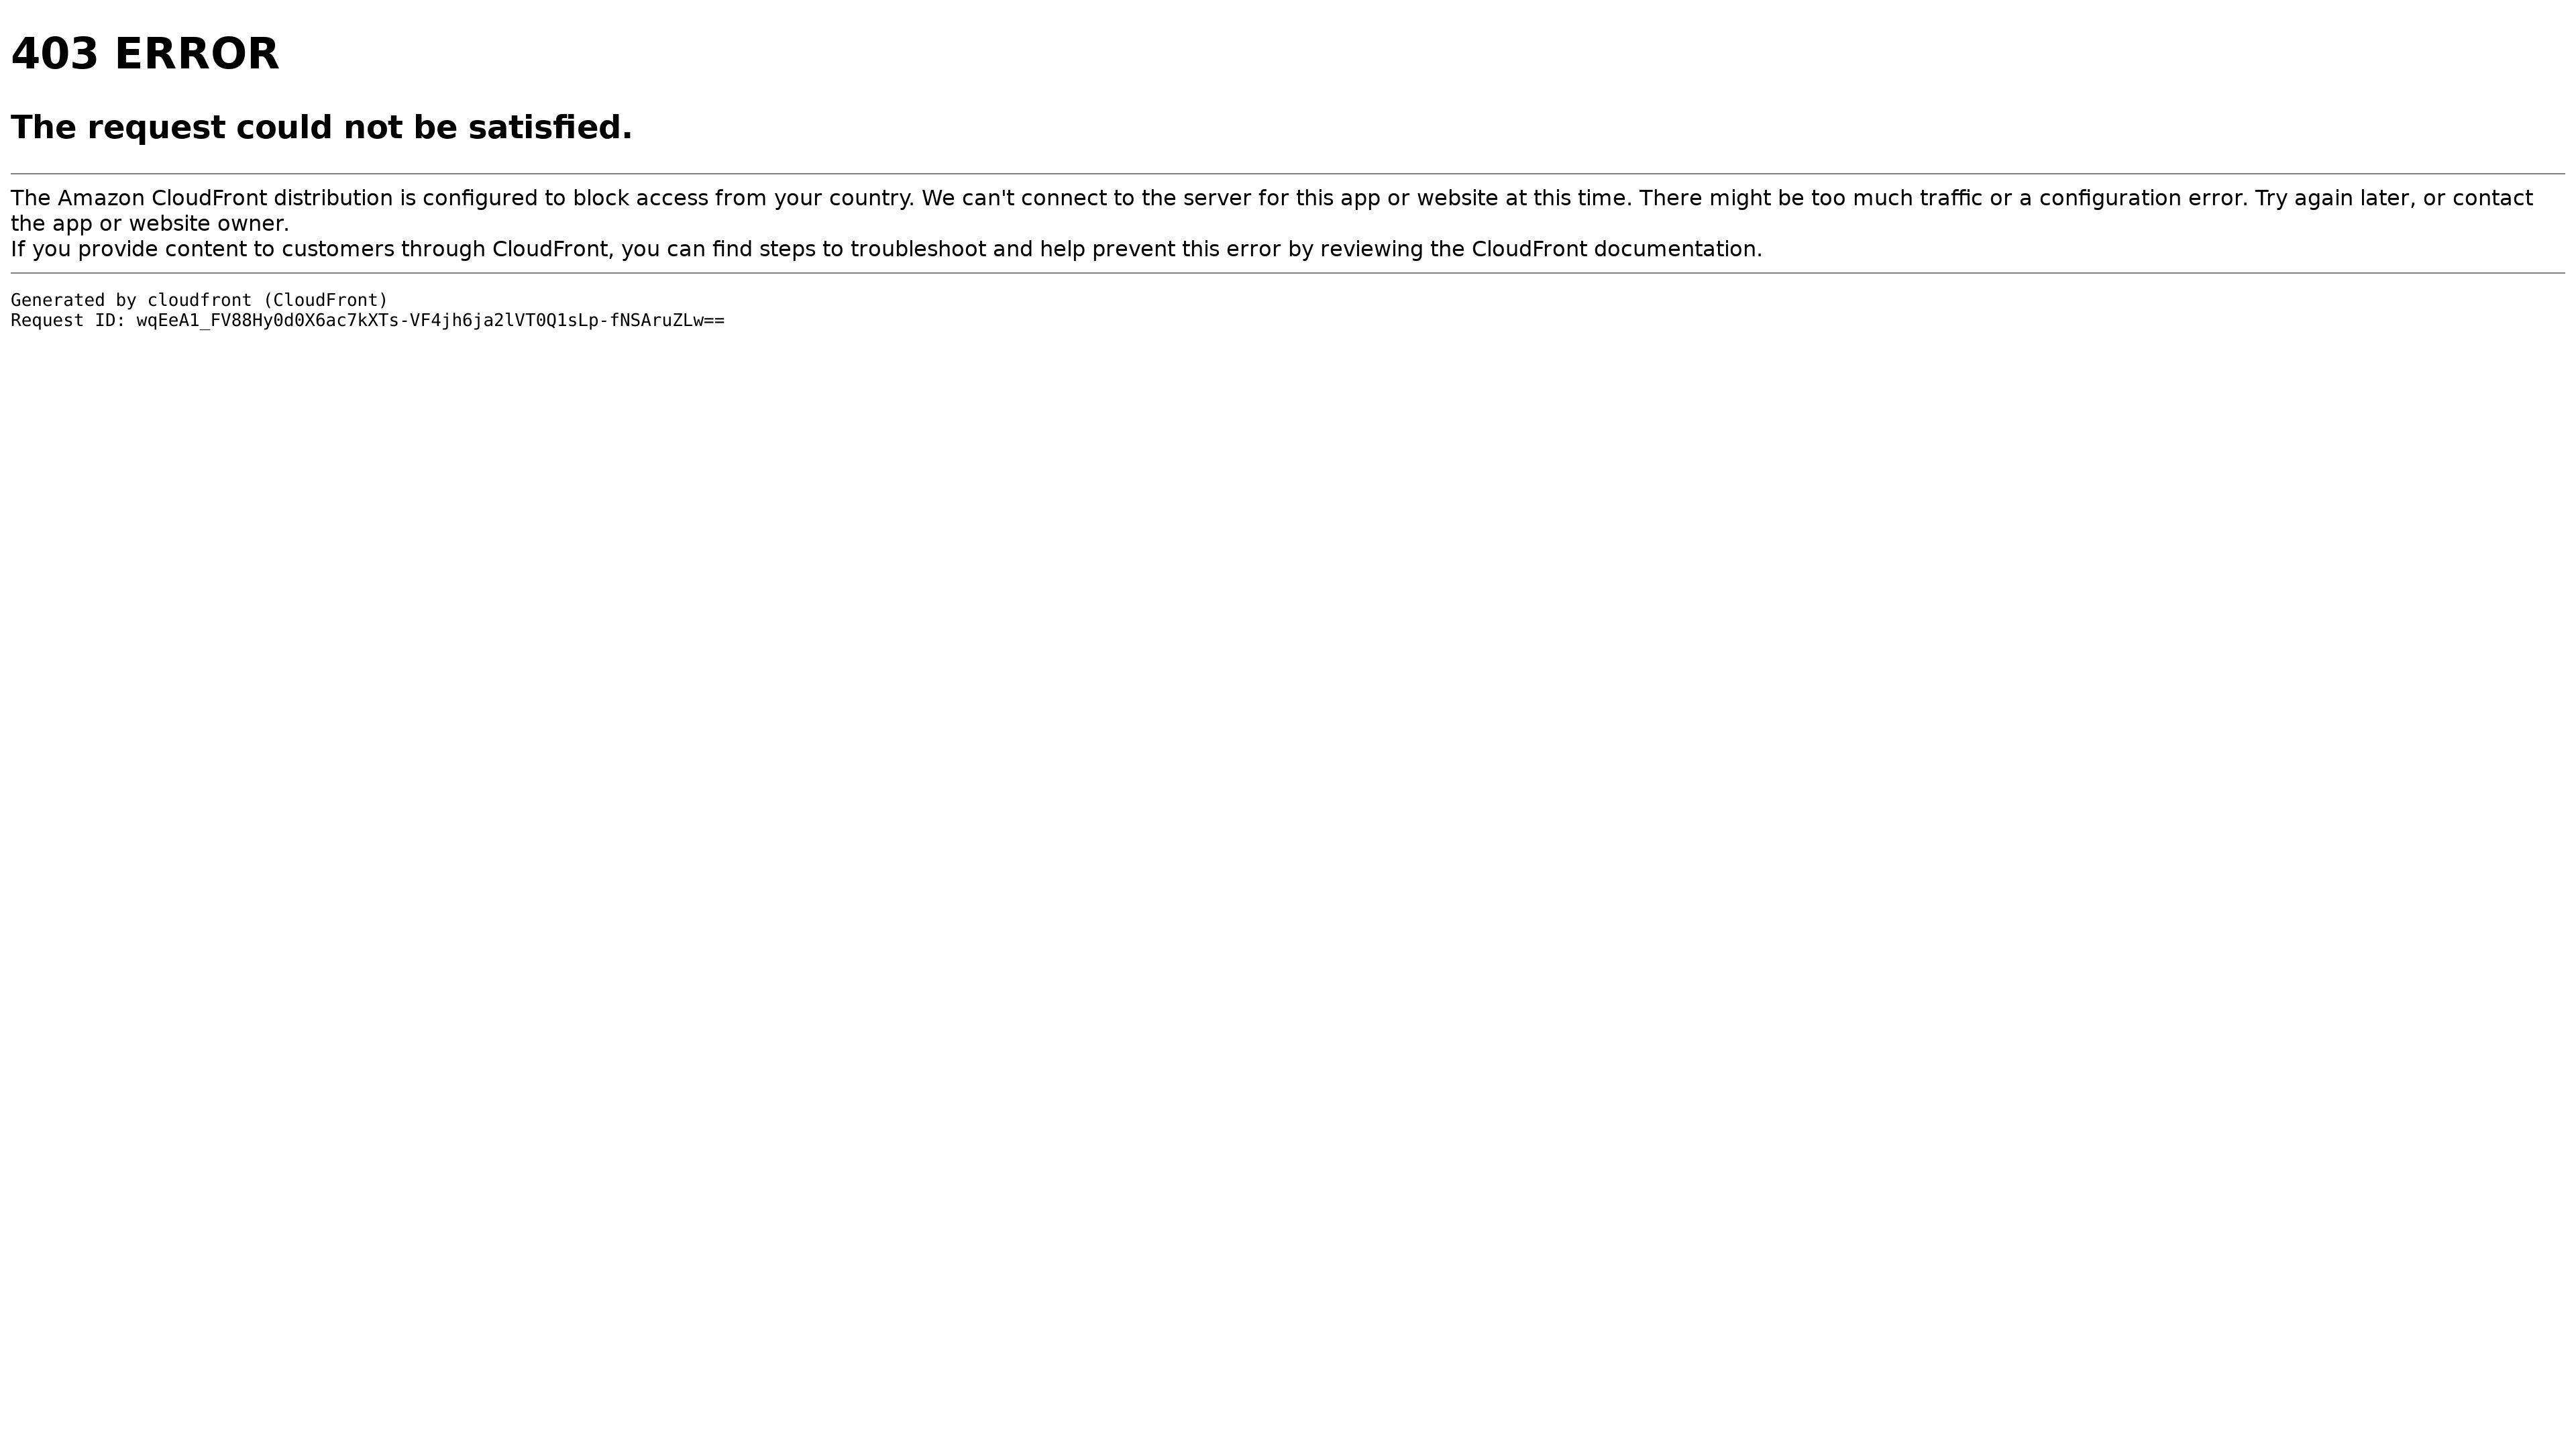 403 ERROR
The request could not be satisfied.
The Amazon CloudFront distribution is configured to block access from your country. We can't connect to the server for this app or website at this time. There might be too much traffic or a configuration error. Try again later, or contact
the app or website owner.
If you provide content to customers through CloudFront, you can find steps to troubleshoot and help prevent this error by reviewing the CloudFront documentation.
Generated by cloudfront (CloudFront)
Request ID: wqEeA1_FV88Hy0d0X6ac7kXTs-VF4jh6ja2lVT0Q1sLp-fNSAruZLw==